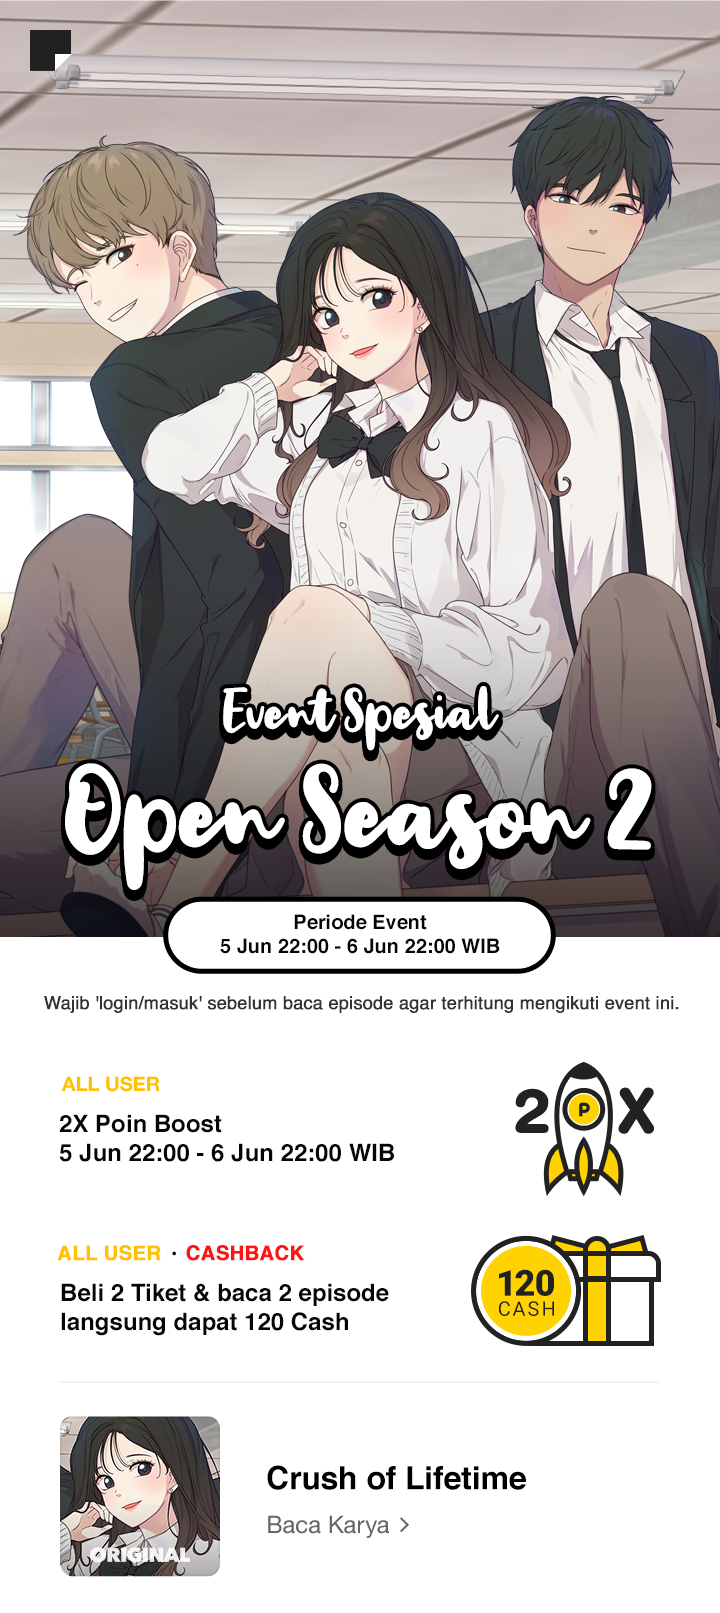 Event Spesial
Open Season 2
Periode Event
5 Jun 22:00 - 6 Jun 22:00 WIB
Wajib 'login/masuk' sebelum baca episode agar terhitung mengikuti event ini.
ALL USER
2X Poin Boost
5 Jun 22:00 - 6 Jun 22:00 WIB
2 P X
ALL USER · CASHBACK
Beli 2 Tiket & baca 2 episode
langsung dapat 120 Cash
120
CASH
ORIGINAL
Crush of Lifetime
Baca Karya >